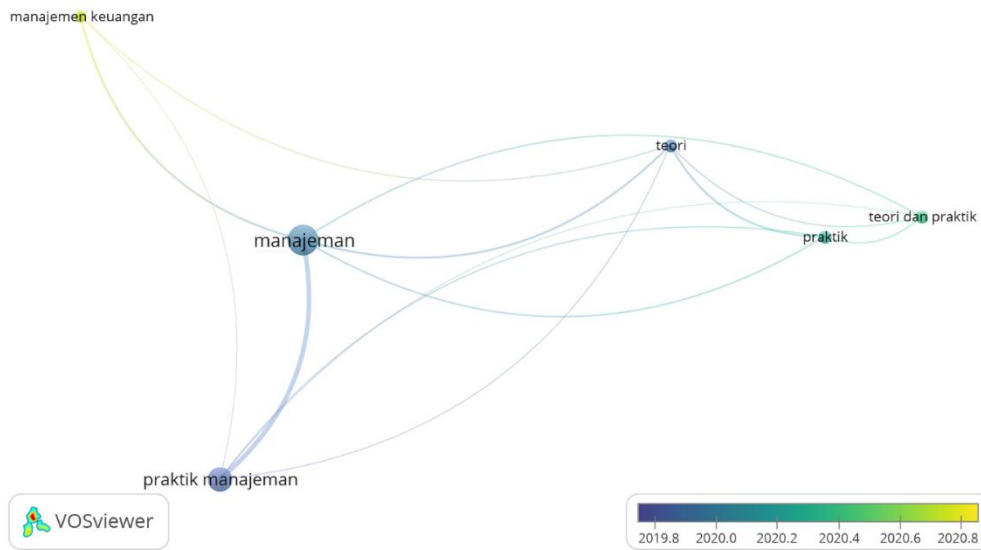 manajemen keuangan
teori
teori dan praktik
praktik
manajeman
praktik manajeman
VOSviewer
2019.8 2020.0 2020.2 2020.4 2020.6 2020.8